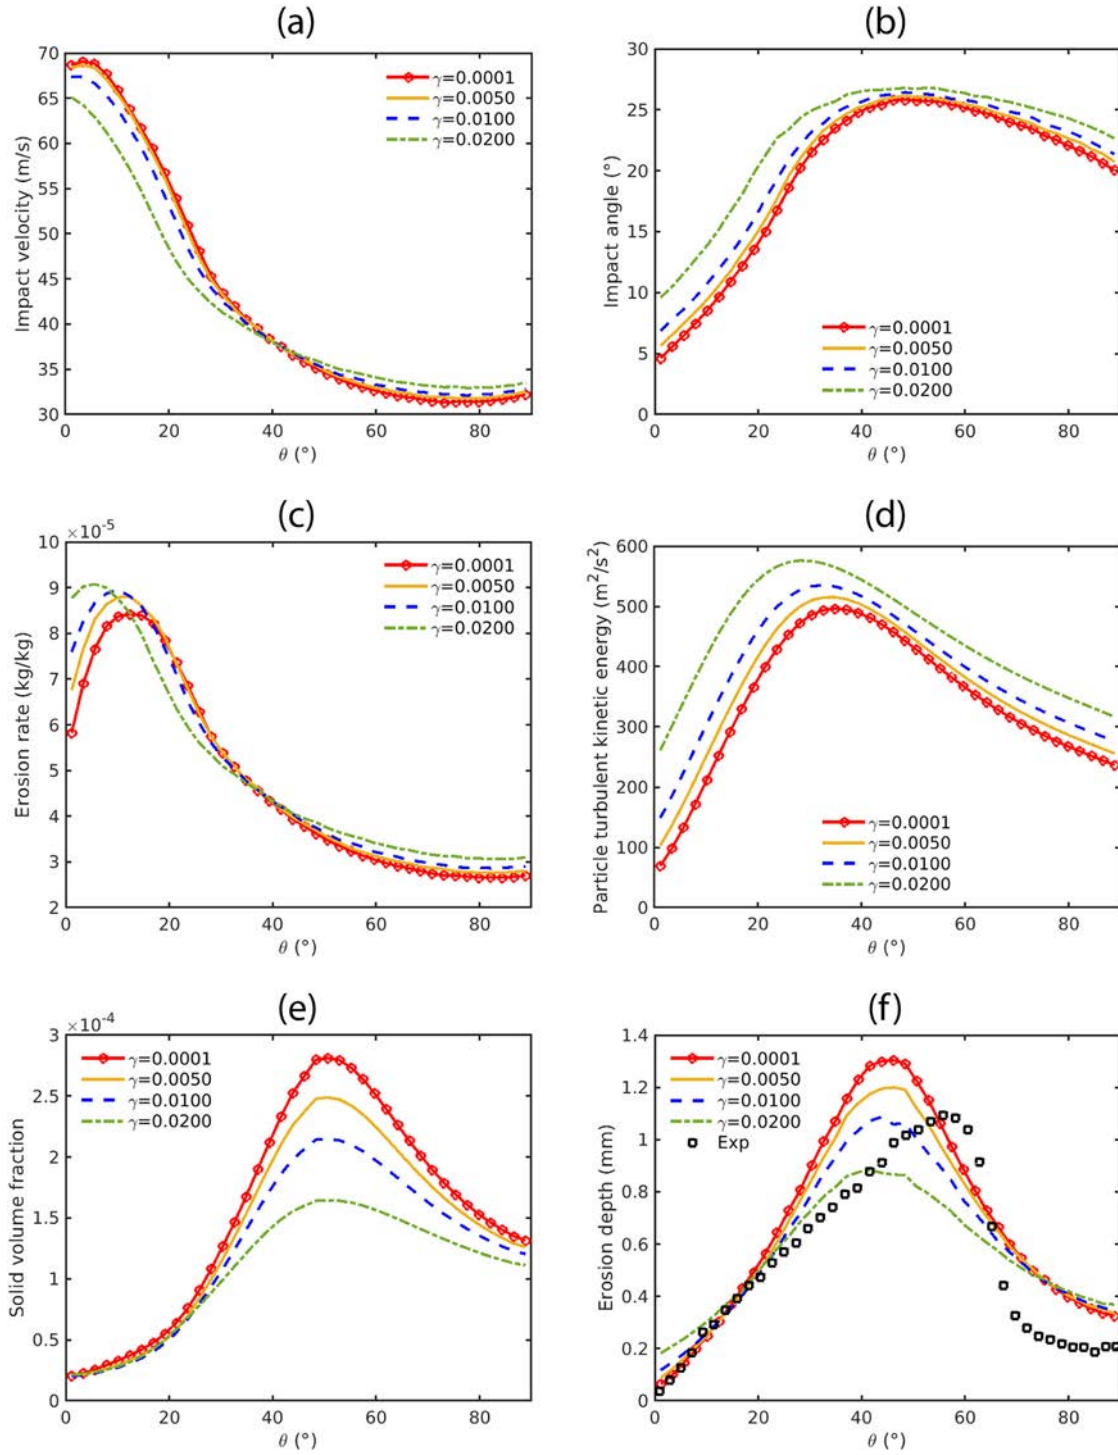 (a)
70
65
60
55
50
45
40
35
30
Impact velocity (m/s)
γ=0.0001
γ=0.0050
γ=0.0100
γ=0.0200
0 20 40 60 80
θ (°)
(b)
30
25
20
15
10
5
0
Impact angle (°)
γ=0.0001
γ=0.0050
γ=0.0100
γ=0.0200
0 20 40 60 80
θ (°)
(c)
×10⁻⁵
10
9
8
7
6
5
4
3
2
Erosion rate (kg/kg)
γ=0.0001
γ=0.0050
γ=0.0100
γ=0.0200
0 20 40 60 80
θ (°)
(d)
600
500
400
300
200
100
0
Particle turbulent kinetic energy (m²/s²)
γ=0.0001
γ=0.0050
γ=0.0100
γ=0.0200
0 20 40 60 80
θ (°)
(e)
×10⁻⁴
3
2.5
2
1.5
1
0.5
0
Solid volume fraction
γ=0.0001
γ=0.0050
γ=0.0100
γ=0.0200
0 20 40 60 80
θ (°)
(f)
1.4
1.2
1
0.8
0.6
0.4
0.2
0
Erosion depth (mm)
γ=0.0001
γ=0.0050
γ=0.0100
γ=0.0200
Exp
0 20 40 60 80
θ (°)